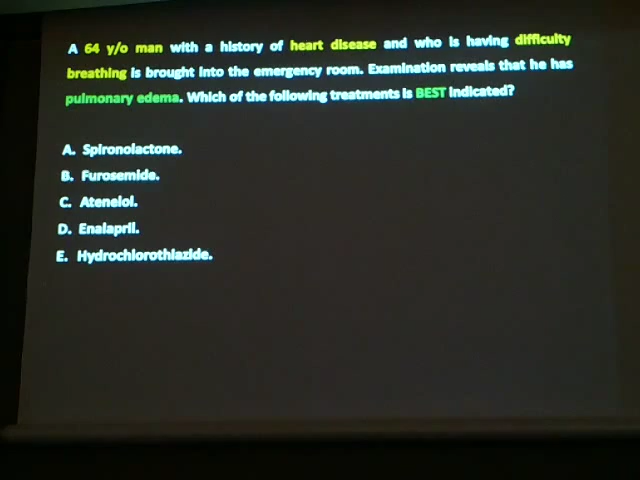 A 64 y/o man with a history of heart disease and who is having difficulty
breathing is brought into the emergency room. Examination reveals that he has
pulmonary edema. Which of the following treatments is BEST indicated?
A. Spironolactone.
B. Furosemide.
C. Atenelol.
D. Enalapril.
E. Hydrochlorothiazide.